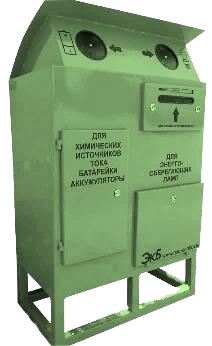 ДЛЯ
ХИМИЧЕСКИХ
ИСТОЧНИКОВ
ТОКА
БАТАРЕЙКИ
АККУМУЛЯТОРЫ
ДЛЯ
ЭНЕРГО-
СБЕРЕГАЮЩИХ
ЛАМП
ЭКБ